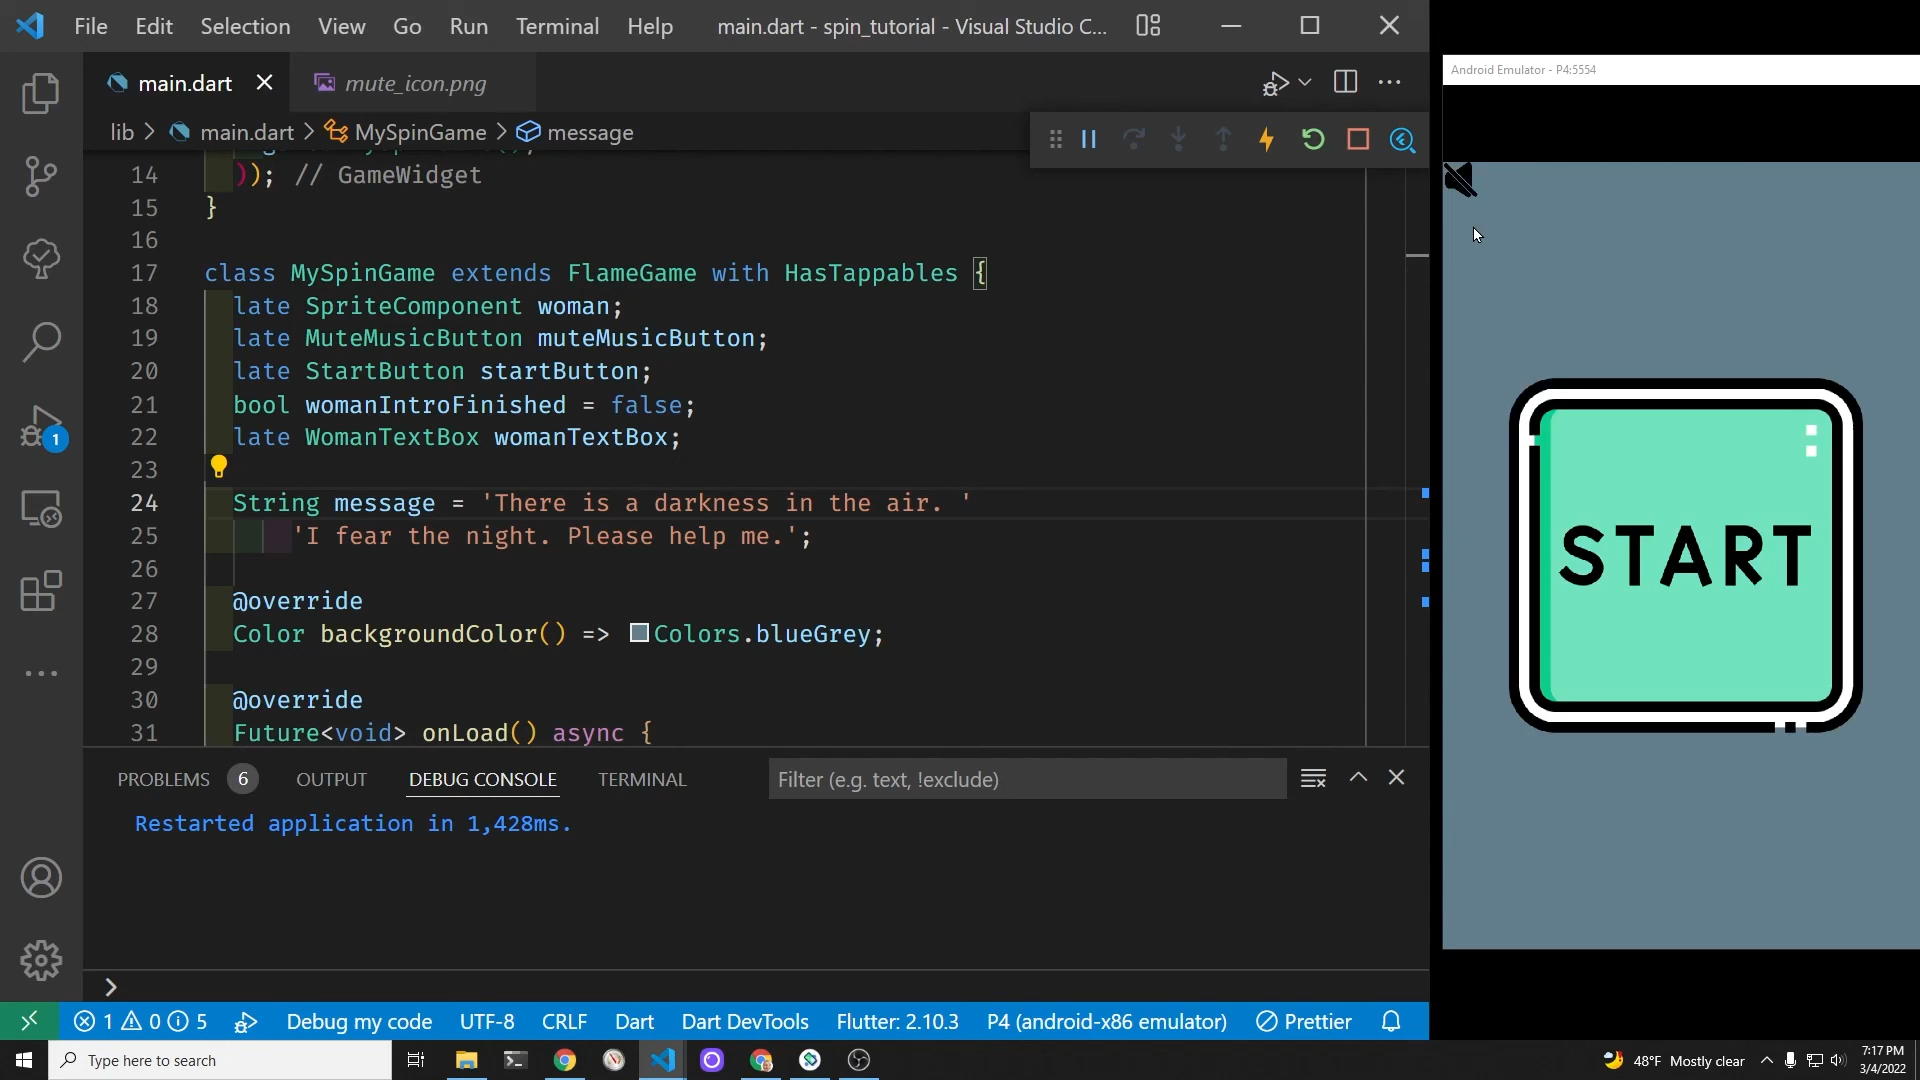 File Edit Selection View Go Run Terminal Help main.dart - spin_tutorial - Visual Studio C...
main.dart mute_icon.png
lib > main.dart > MySpinGame > message
Android Emulator - P4:5554
14 )); // GameWidget
15 }
16
17 class MySpinGame extends FlameGame with HasTappables {
18 late SpriteComponent woman;
19 late MuteMusicButton muteMusicButton;
20 late StartButton startButton;
21 bool womanIntroFinished = false;
22 late WomanTextBox womanTextBox;
23
24 String message = 'There is a darkness in the air. '
25 'I fear the night. Please help me.';
26
27 @override
28 Color backgroundColor() => Colors.blueGrey;
29
30 @override
31 Future<void> onLoad() async {
START
1
PROBLEMS 6 OUTPUT DEBUG CONSOLE TERMINAL Filter (e.g. text, !exclude)
Restarted application in 1,428ms.
1 0 5 Debug my code UTF-8 CRLF Dart Dart DevTools Flutter: 2.10.3 P4 (android-x86 emulator) Prettier
Type here to search 48°F Mostly clear 7:17 PM
3/4/2022